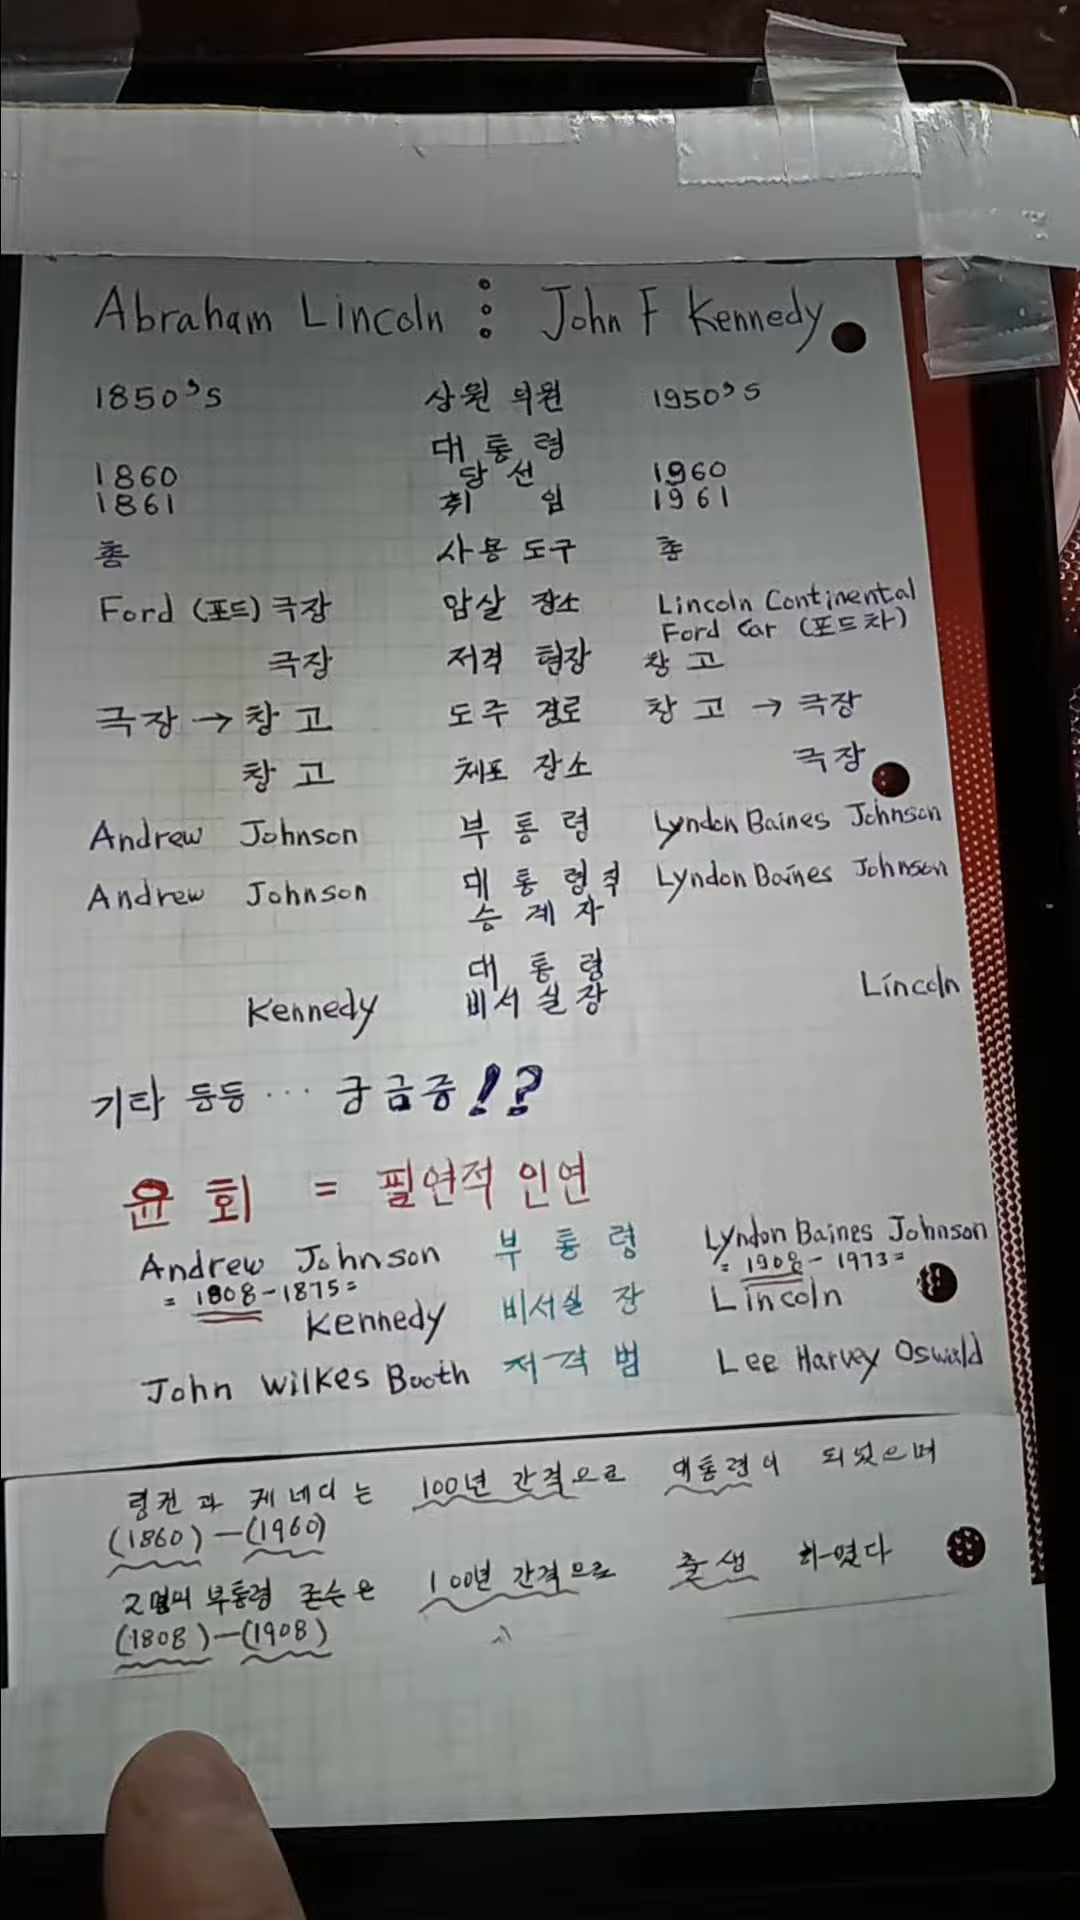 Abraham Lincoln : John F Kennedy
1850's 상원 의원 1950's
대 통 령
1860 당 선 1960
1861 취 임 1961
총 사용 도구 총
Ford (포드) 극장 암살 장소 Lincoln Continental
Ford Car (포드차)
극장 저격 현장 창 고
극장 → 창 고 도주 경로 창 고 → 극장
창 고 체포 장소 극장
Andrew Johnson 부 통 령 Lyndon Baines Johnson
Andrew Johnson 대 통 령직 Lyndon Baines Johnson
승 계 자
대 통 령
Kennedy 비서 실 장 Lincoln
기타 등등 ··· 궁금증!?
윤 회 = 필연적 인연
Andrew Johnson 부 통 령 Lyndon Baines Johnson
= 1808 - 1875 = = 1908 - 1973 =
Kennedy 비서실 장 Lincoln
John Wilkes Booth 저 격 범 Lee Harvey Oswald
링컨 과 케네디는 100년 간격으로 대통령이 되었으며
(1860) — (1960)
2명의 부통령 존슨은 100년 간격으로 출생 하였다
(1808) — (1908)